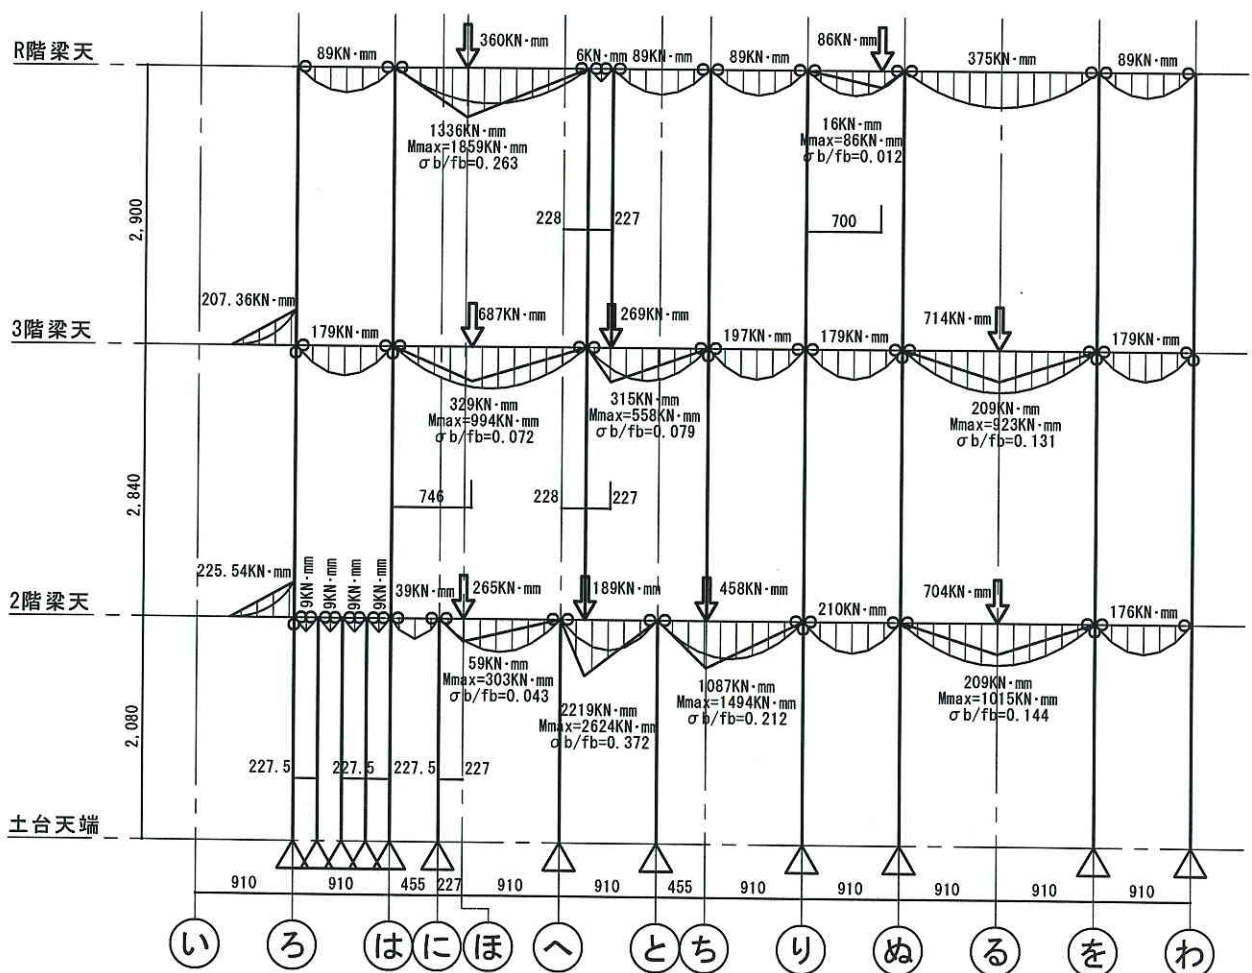 R階梁天
89KN・mm
360KN・mm
6KN・mm
89KN・mm
89KN・mm
86KN・mm
375KN・mm
89KN・mm
1336KN・mm
Mmax=1859KN・mm
σb/fb=0.263
16KN・mm
Mmax=86KN・mm
σb/fb=0.012
2,900
228
227
700
207.36KN・mm
3階梁天
179KN・mm
687KN・mm
269KN・mm
197KN・mm
179KN・mm
714KN・mm
179KN・mm
329KN・mm
Mmax=994KN・mm
σb/fb=0.072
315KN・mm
Mmax=558KN・mm
σb/fb=0.079
209KN・mm
Mmax=923KN・mm
σb/fb=0.131
2,840
746
228
227
225.54KN・mm
2階梁天
9KN・mm
9KN・mm
9KN・mm
9KN・mm
39KN・mm
265KN・mm
189KN・mm
458KN・mm
210KN・mm
704KN・mm
176KN・mm
59KN・mm
Mmax=303KN・mm
σb/fb=0.043
2219KN・mm
Mmax=2624KN・mm
σb/fb=0.372
1087KN・mm
Mmax=1494KN・mm
σb/fb=0.212
209KN・mm
Mmax=1015KN・mm
σb/fb=0.144
2,080
227.5
227.5
227.5
227
土台天端
910
910
455
227
910
910
455
910
910
910
910
910
い
ろ
は
に
ほ
へ
と
ち
り
ぬ
る
を
わ